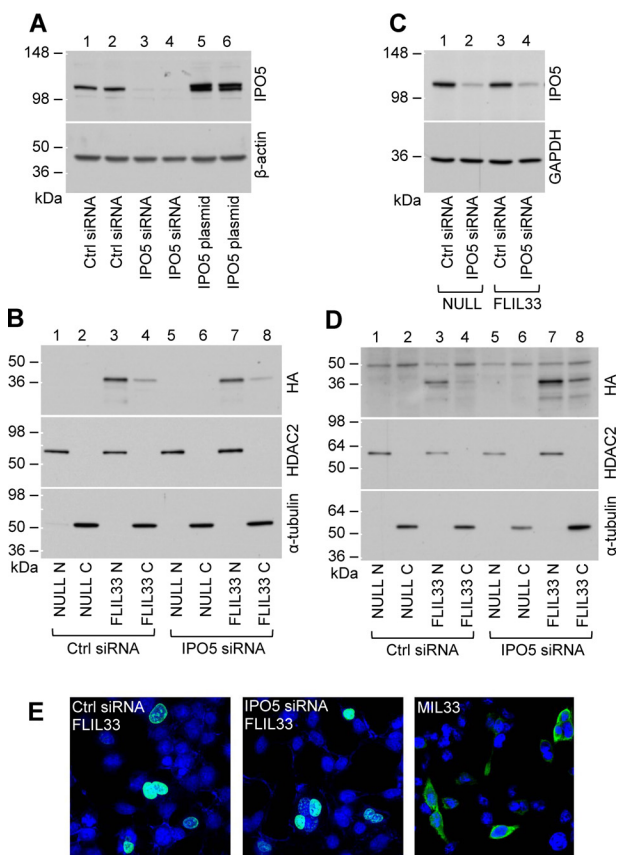 A
1 2 3 4 5 6
148
98
IPO5
50
36
β-actin
kDa
Ctrl siRNA
Ctrl siRNA
IPO5 siRNA
IPO5 siRNA
IPO5 plasmid
IPO5 plasmid
C
1 2 3 4
148
98
IPO5
36
GAPDH
kDa
Ctrl siRNA
IPO5 siRNA
Ctrl siRNA
IPO5 siRNA
NULL FLIL33
B
1 2 3 4 5 6 7 8
50
36
HA
98
50
HDAC2
98
50
36
α-tubulin
kDa
NULL N
NULL C
FLIL33 N
FLIL33 C
NULL N
NULL C
FLIL33 N
FLIL33 C
Ctrl siRNA IPO5 siRNA
D
1 2 3 4 5 6 7 8
50
36
HA
98
64
50
HDAC2
64
50
36
α-tubulin
kDa
NULL N
NULL C
FLIL33 N
FLIL33 C
NULL N
NULL C
FLIL33 N
FLIL33 C
Ctrl siRNA IPO5 siRNA
E
Ctrl siRNA
FLIL33
IPO5 siRNA
FLIL33
MIL33